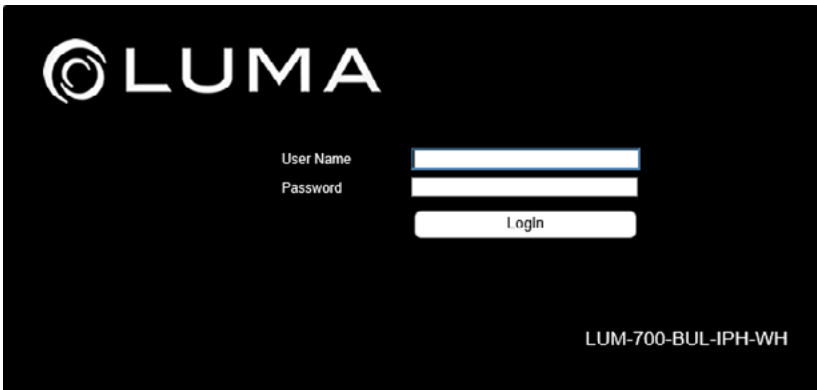 LUMA
User Name
Password
Login
LUM-700-BUL-IPH-WH